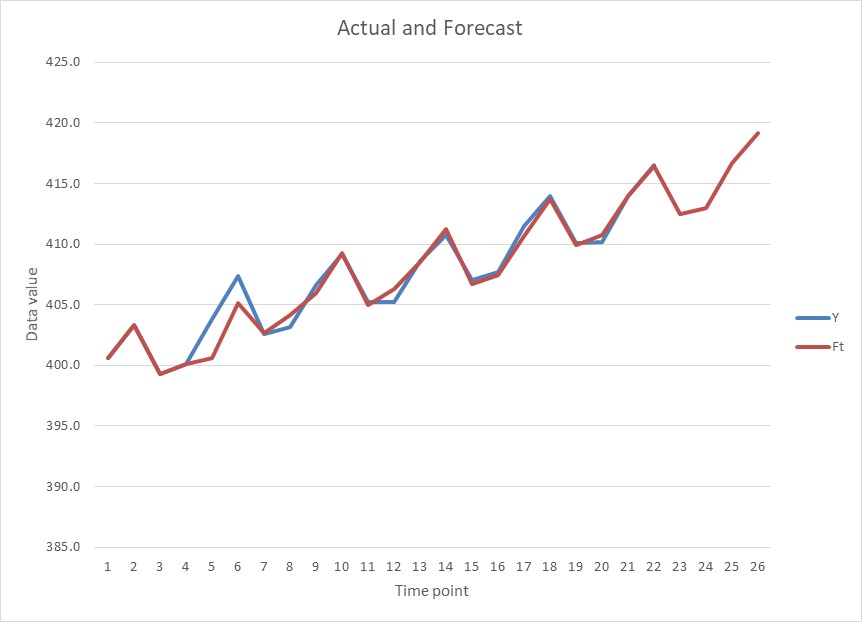 Actual and Forecast
425.0
420.0
415.0
410.0
405.0
400.0
395.0
390.0
385.0
Data value
1 2 3 4 5 6 7 8 9 10 11 12 13 14 15 16 17 18 19 20 21 22 23 24 25 26
Time point
Y
Ft